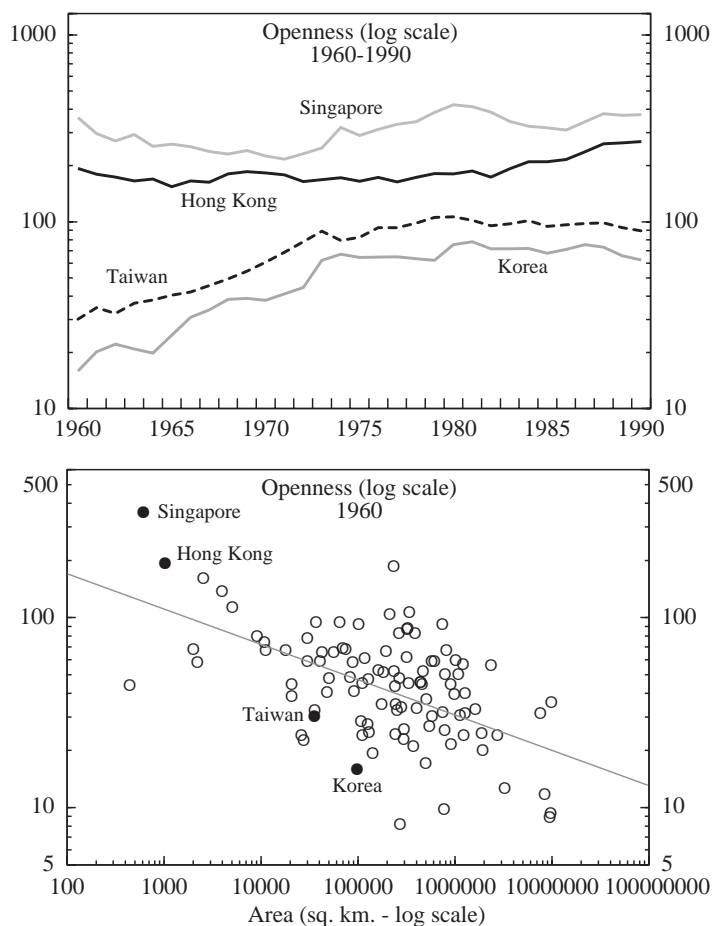 Openness (log scale)
1960-1990
1000
1000
Singapore
Hong Kong
100
100
Taiwan
Korea
10
10
1960
1965
1970
1975
1980
1985
1990
Openness (log scale)
1960
500
500
Singapore
Hong Kong
100
100
Taiwan
Korea
10
10
5
5
100
1000
10000
100000
1000000
10000000
100000000
Area (sq. km. - log scale)